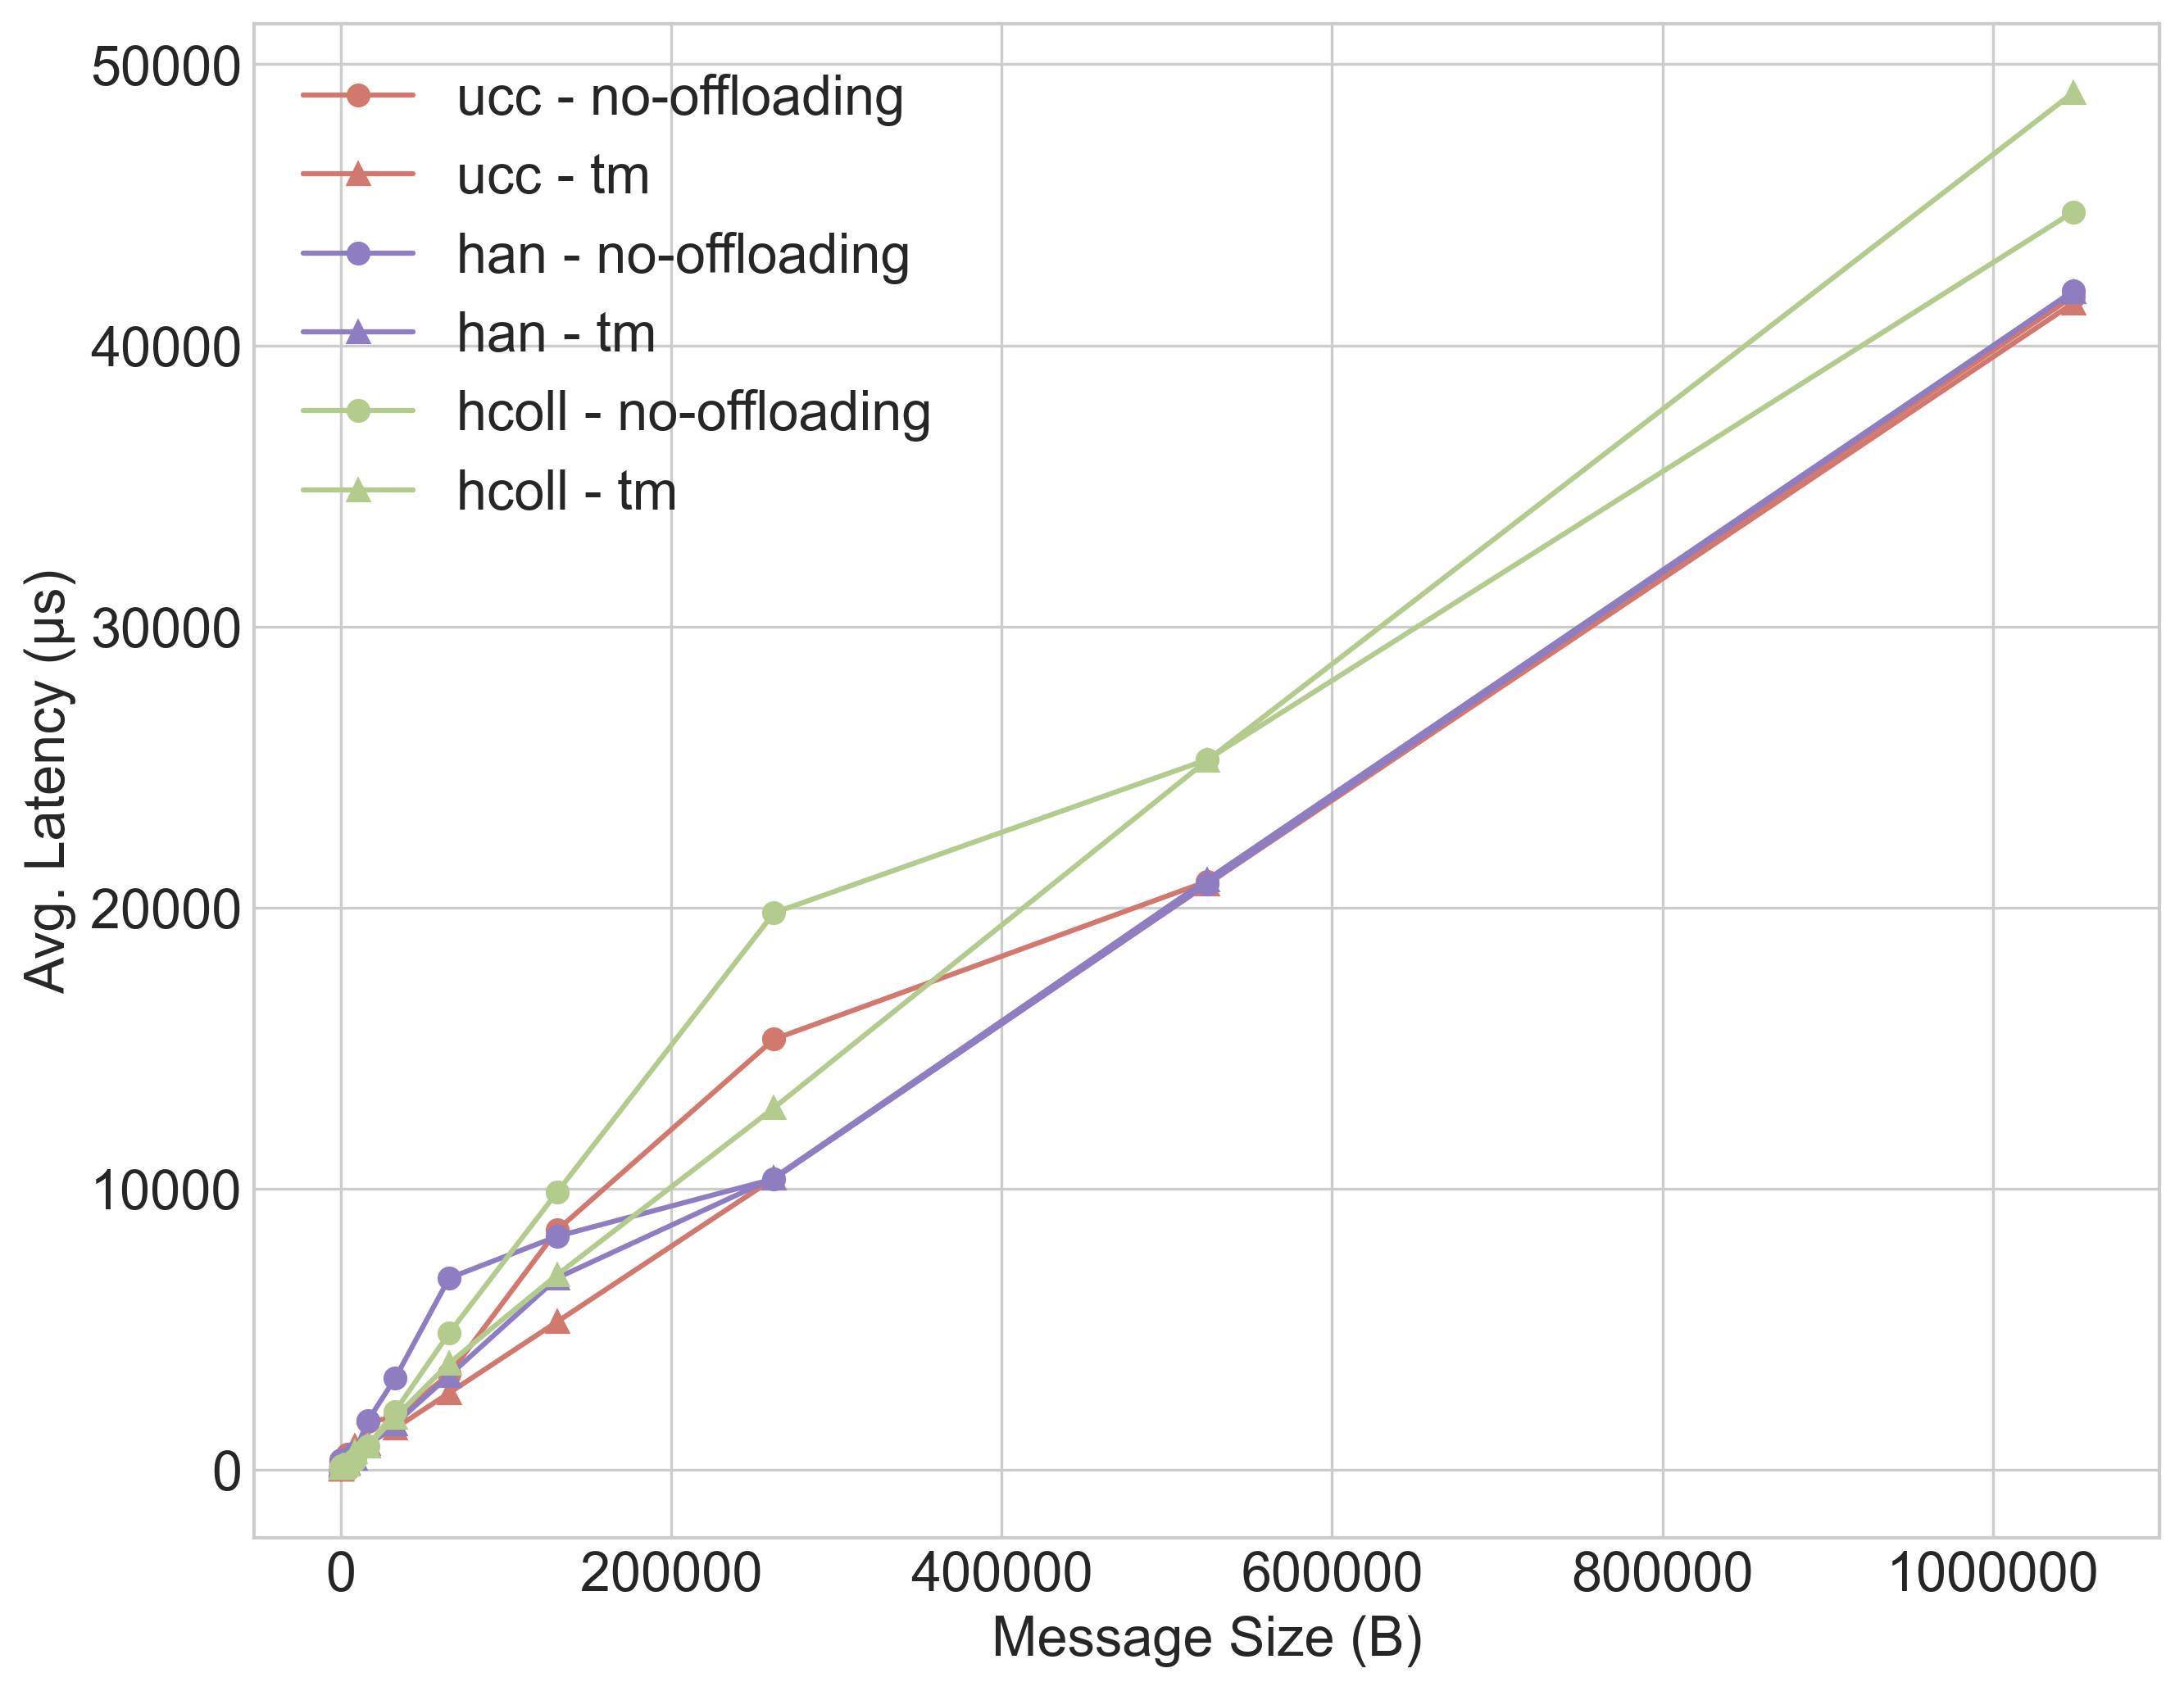 50000
40000
30000
20000
10000
0
Avg. Latency (µs)
ucc - no-offloading
ucc - tm
han - no-offloading
han - tm
hcoll - no-offloading
hcoll - tm
0 200000 400000 600000 800000 1000000
Message Size (B)